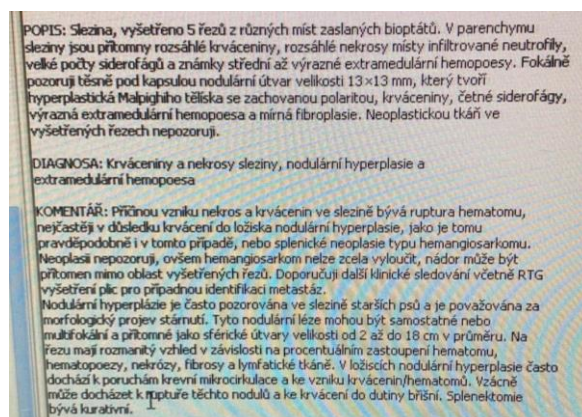 POPIS: Slezina, vyšetřeno 5 řezů z různých míst zaslaných bioptátů. V parenchymu
sleziny jsou přítomny rozsáhlé krváceniny, rozsáhlé nekrosy místy infiltrované neutrofily,
velké počty siderofágů a známky střední až výrazné extramedulární hemopoesy. Fokálně
pozoruji těsně pod kapsulou nodulární útvar velikosti 13×13 mm, který tvoří
hyperplastická Malpighiho tělíska se zachovanou polaritou, krváceniny, četné siderofágy,
výrazná extramedulární hemopoesa a mírná fibroplasie. Neoplastickou tkáň ve
vyšetřených řezech nepozoruji.
DIAGNOSA: Krváceniny a nekrosy sleziny, nodulární hyperplasie a
extramedulární hemopoesa
KOMENTÁŘ: Příčinou vzniku nekros a krvácenin ve slezině bývá ruptura hematomu,
nejčastěji v důsledku krvácení do ložiska nodulární hyperplasie, jako je tomu
pravděpodobně i v tomto případě, nebo splenické neoplasie typu hemangiosarkomu.
Neoplasii nepozoruji, ovšem hemangiosarkom nelze zcela vyloučit, nádor může být
přítomen mimo oblast vyšetřených řezů. Doporučuji další klinické sledování včetně RTG
vyšetření plic pro případnou identifikaci metastáz.
Nodulární hyperplázie je často pozorována ve slezině starších psů a je považována za
morfologický projev stárnutí. Tyto nodulární léze mohou být samostatné nebo
multifokální a přítomné jako sférické útvary velikosti od 2 až do 18 cm v průměru. Na
řezu mají rozmanitý vzhled v závislosti na procentuálním zastoupení hematomu,
hematopoezy, nekrózy, fibrosy a lymfatické tkáně. V ložiscích nodulární hyperplasie často
dochází k poruchám krevní mikrocirkulace a ke vzniku krvácenin/hematomů. Vzácně
může docházet k ruptuře těchto nodulů a ke krvácení do dutiny břišní. Splenektomie
bývá kurativní.